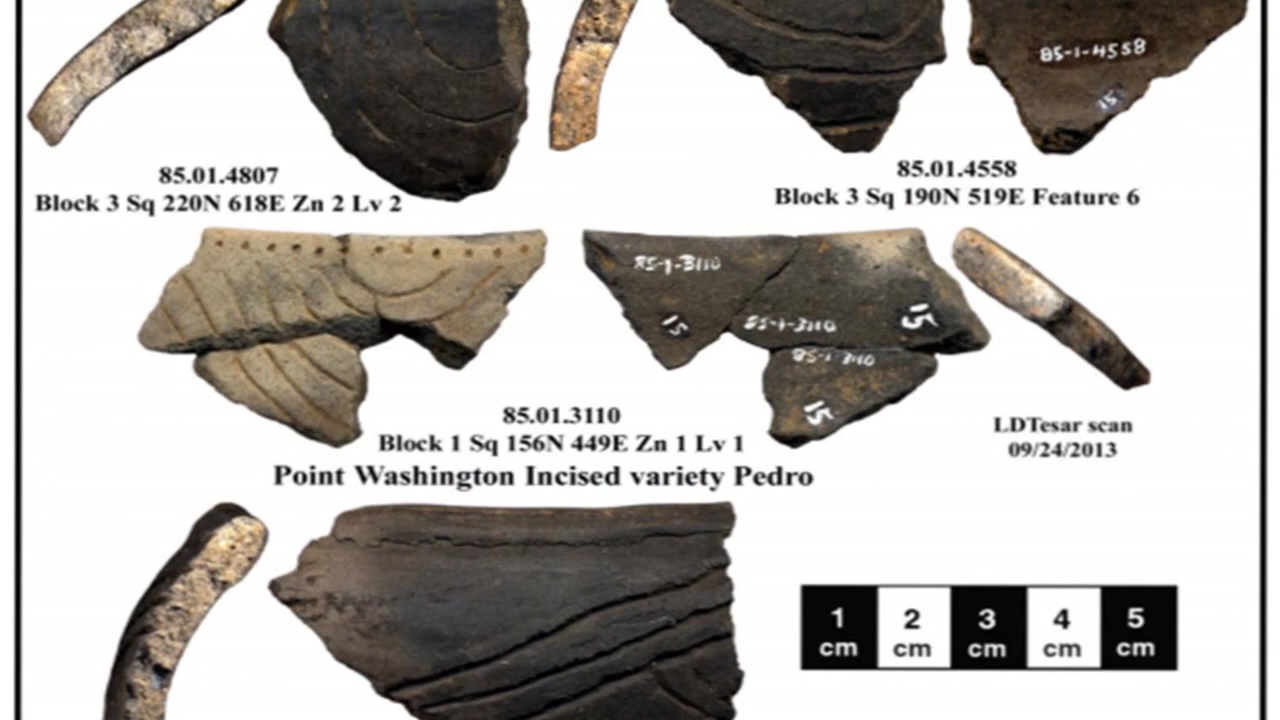 85-1-4558
15
85.01.4807
Block 3 Sq 220N 618E Zn 2 Lv 2
85.01.4558
Block 3 Sq 190N 519E Feature 6
85-1-3110
15
85-1-3110
15
85-1-3110
15
85.01.3110
Block 1 Sq 156N 449E Zn 1 Lv 1
LDTesar scan
09/24/2013
Point Washington Incised variety Pedro
1 2 3 4 5
cm cm cm cm cm